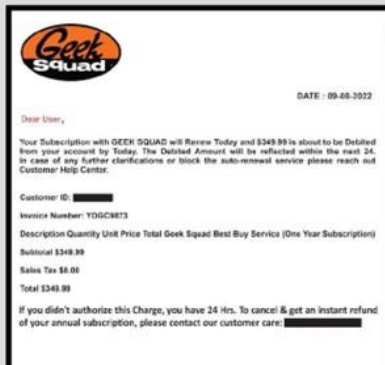 Geek
Squad
DATE : 09-08-2022
Dear User,
Your Subscription with GEEK SQUAD will Renew Today and $349.99 is about to be Debited
from your account by Today. The Debited Amount will be reflected within the next 24.
In case of any further clarifications or block the auto-renewal service please reach out
Customer Help Center.
Customer ID:
Invoice Number: YDGC9873
Description Quantity Unit Price Total Geek Squad Best Buy Service (One Year Subscription)
Subtotal $349.99
Sales Tax $0.00
Total $349.99
If you didn't authorize this Charge, you have 24 Hrs. To cancel & get an instant refund
of your annual subscription, please contact our customer care: